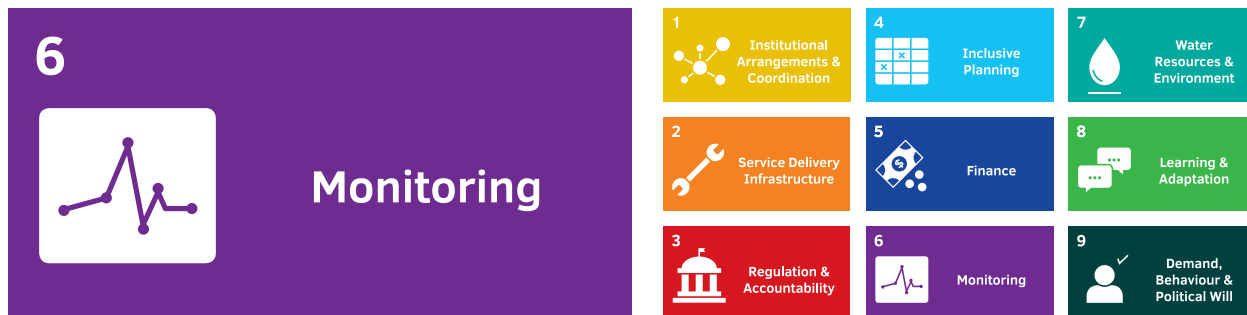 6
Monitoring
1
Institutional
Arrangements &
Coordination
2
Service Delivery
Infrastructure
3
Regulation &
Accountability
4
Inclusive
Planning
5
Finance
6
Monitoring
7
Water
Resources &
Environment
8
Learning &
Adaptation
9
Demand,
Behaviour &
Political Will